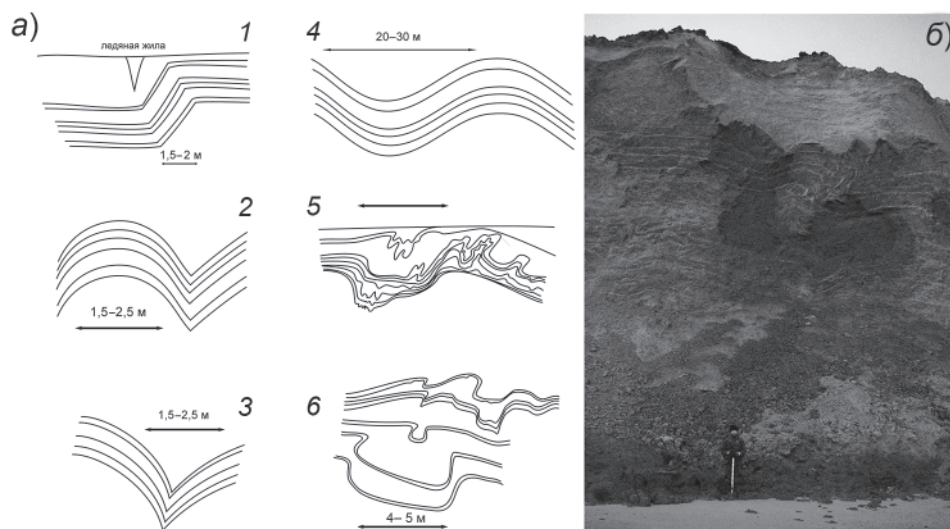 а)
1
ледяная жила
1,5–2 м
2
1,5–2,5 м
3
1,5–2,5 м
4
20–30 м
5
6
4– 5 м
б)